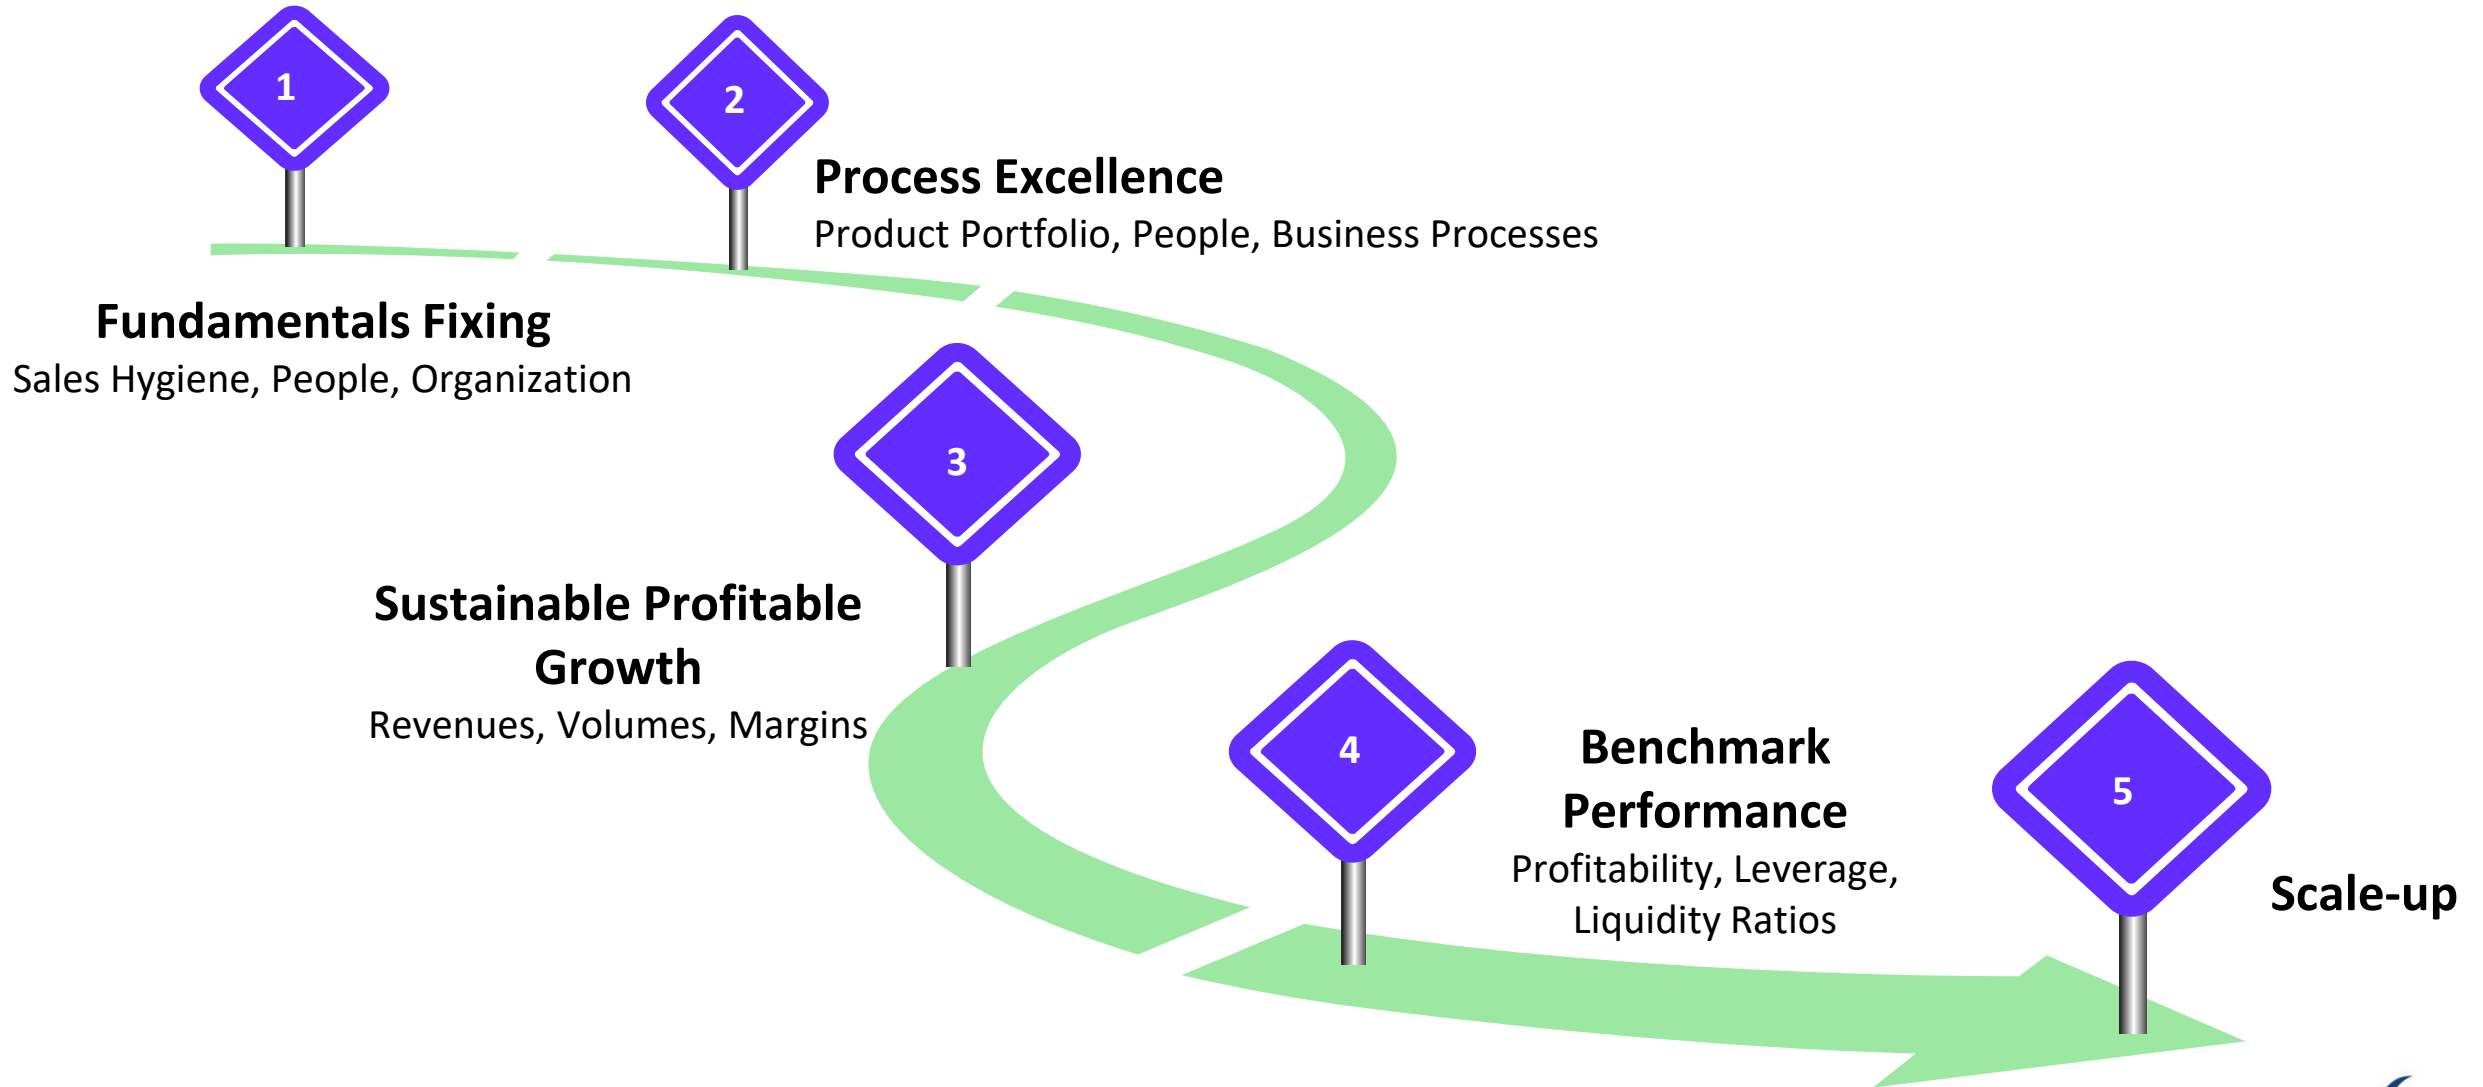 1
Fundamentals Fixing
Sales Hygiene, People, Organization
2
Process Excellence
Product Portfolio, People, Business Processes
3
Sustainable Profitable
Growth
Revenues, Volumes, Margins
4
Benchmark
Performance
Profitability, Leverage,
Liquidity Ratios
5
Scale-up